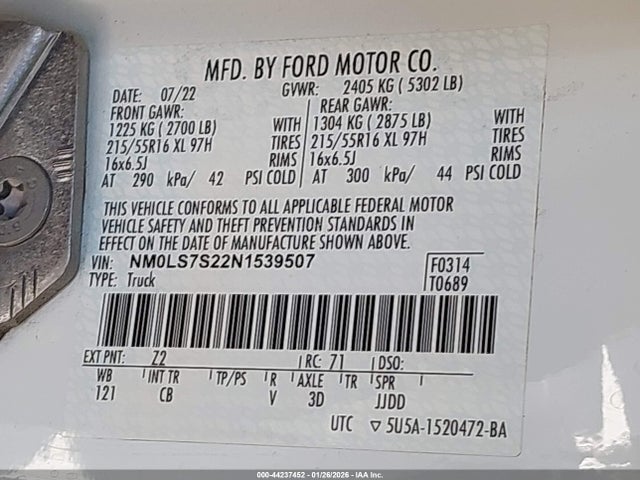 MFD. BY FORD MOTOR CO.
DATE: 07/22 GVWR: 2405 KG ( 5302 LB)
FRONT GAWR: REAR GAWR:
1225 KG ( 2700 LB) WITH 1304 KG ( 2875 LB) WITH
215/55R16 XL 97H TIRES 215/55R16 XL 97H TIRES
16x6.5J RIMS 16x6.5J RIMS
AT 290 kPa/ 42 PSI COLD AT 300 kPa/ 44 PSI COLD
THIS VEHICLE CONFORMS TO ALL APPLICABLE FEDERAL MOTOR
VEHICLE SAFETY AND THEFT PREVENTION STANDARDS IN
EFFECT ON THE DATE OF MANUFACTURE SHOWN ABOVE.
VIN: NM0LS7S22N1539507 F0314
TYPE: Truck T0689
EXT PNT: Z2 RC: 71 DSO:
WB INT TR TP/PS R AXLE TR SPR
121 CB V 3D JJDD
UTC ▽ 5U5A-1520472-BA
000-44237452 - 01/26/2026 - IAAI.COM